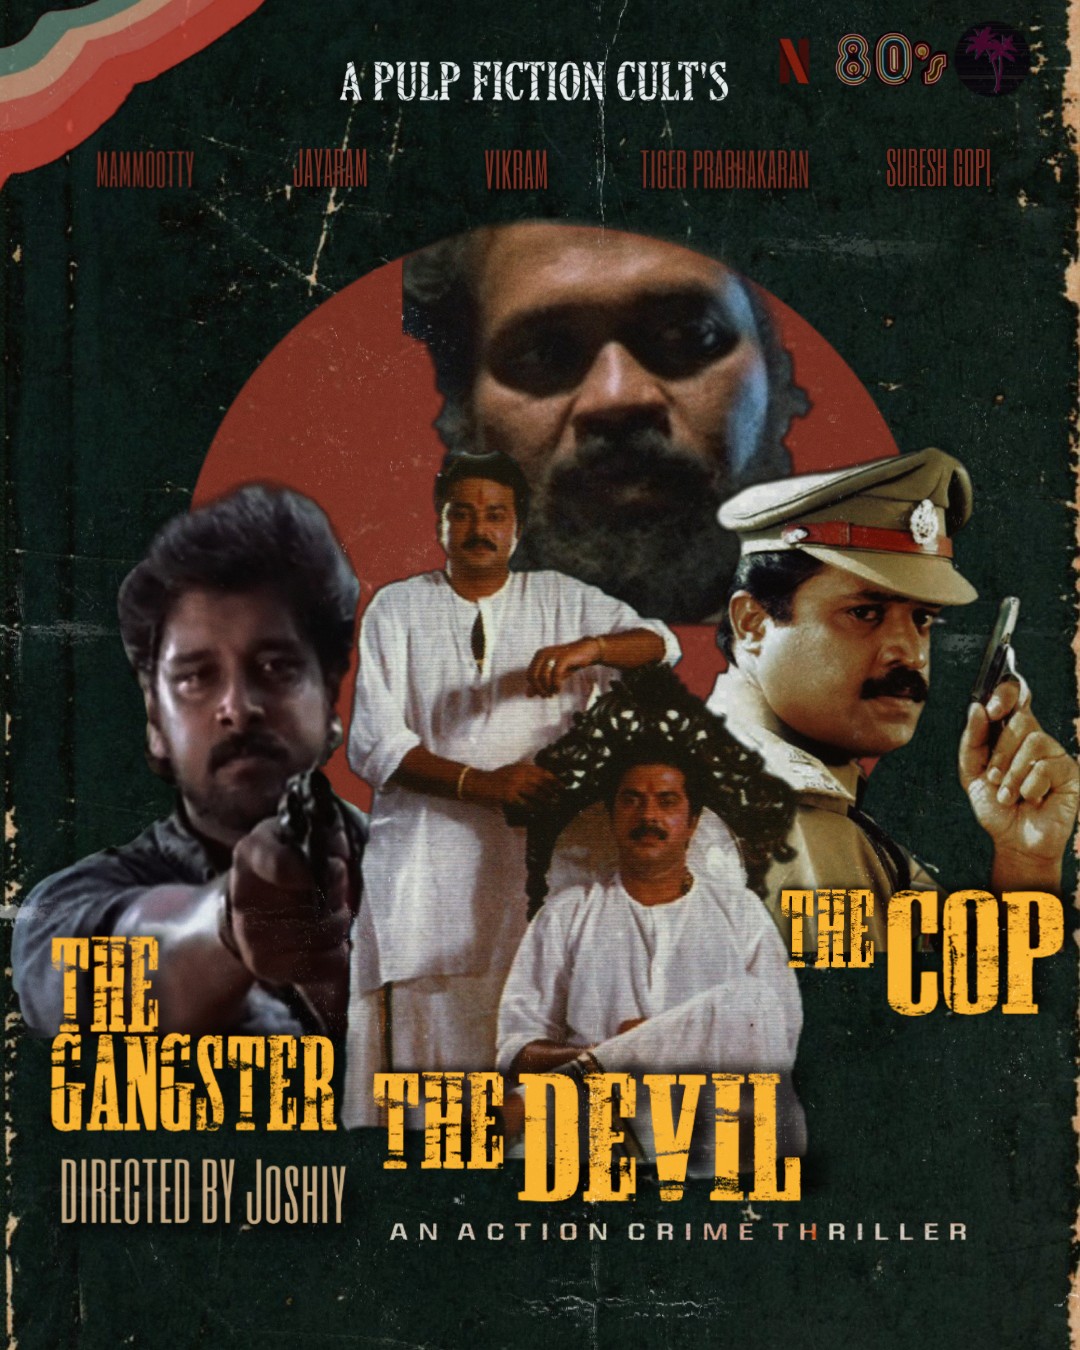 A PULP FICTION CULT'S
N
80's
MAMMOOTTY JAYARAM VIKRAM TIGER PRABHAKARAN SURESH GOPI
THE COP
THE
GANGSTER
THE DEVIL
DIRECTED BY JOSHIY
AN ACTION CRIME THRILLER